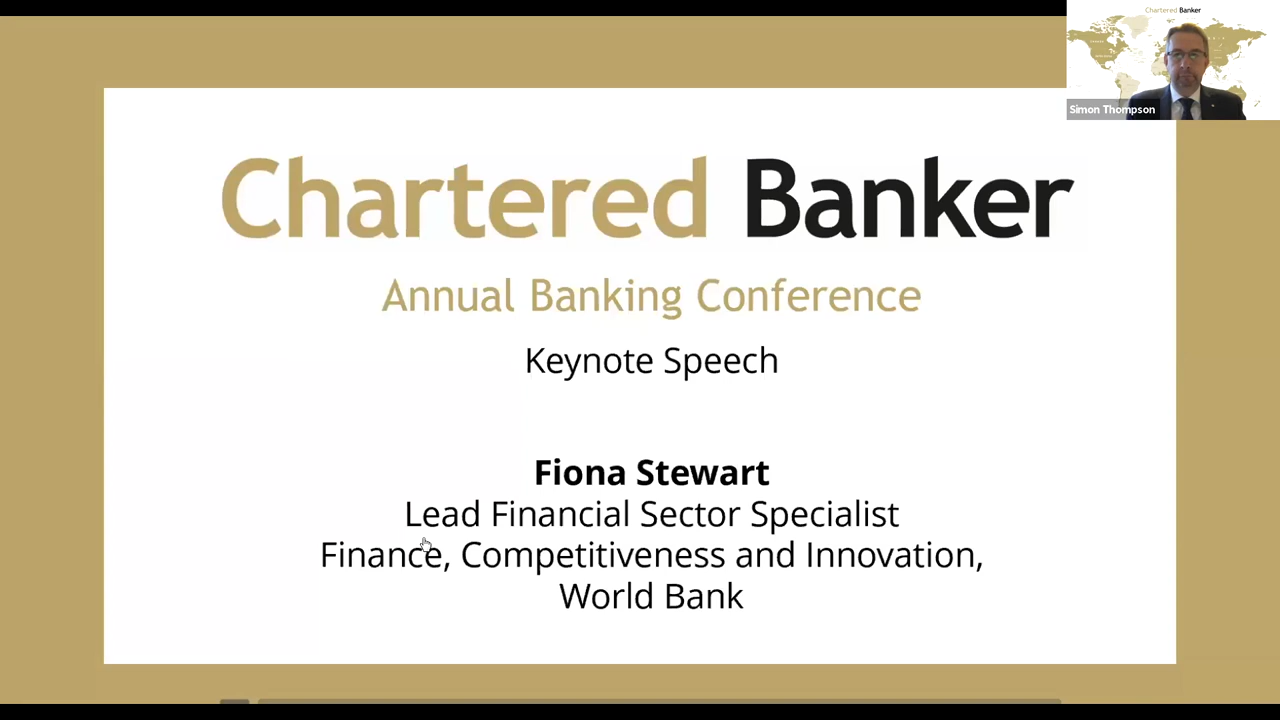 Chartered Banker
Simon Thompson
Chartered Banker
Annual Banking Conference
Keynote Speech
Fiona Stewart
Lead Financial Sector Specialist
Finance, Competitiveness and Innovation,
World Bank